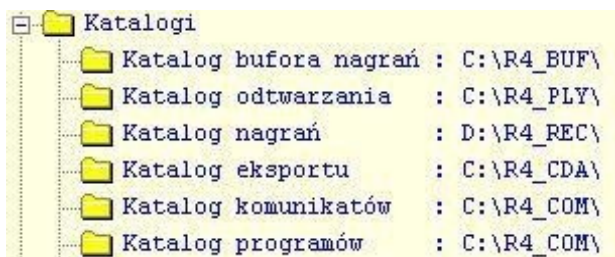 Katalogi
Katalog bufora nagrań : C:\R4_BUF\
Katalog odtwarzania : C:\R4_PLY\
Katalog nagrań : D:\R4_REC\
Katalog eksportu : C:\R4_CDA\
Katalog komunikatów : C:\R4_COM\
Katalog programów : C:\R4_COM\